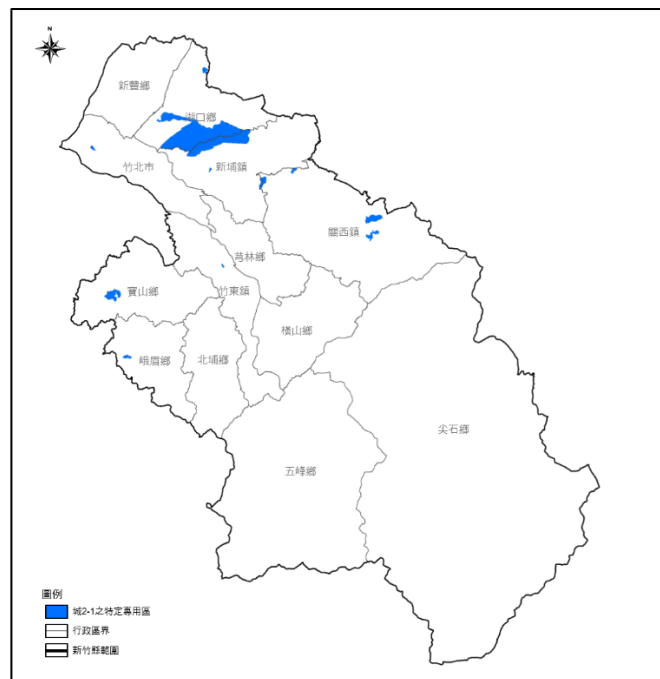 N
新豐鄉
湖口鄉
竹北市
新埔鎮
關西鎮
芎林鄉
寶山鄉
竹東鎮
橫山鄉
峨眉鄉
北埔鄉
尖石鄉
五峰鄉
圖例
城2-1之特定專用區
行政區界
新竹縣範圍